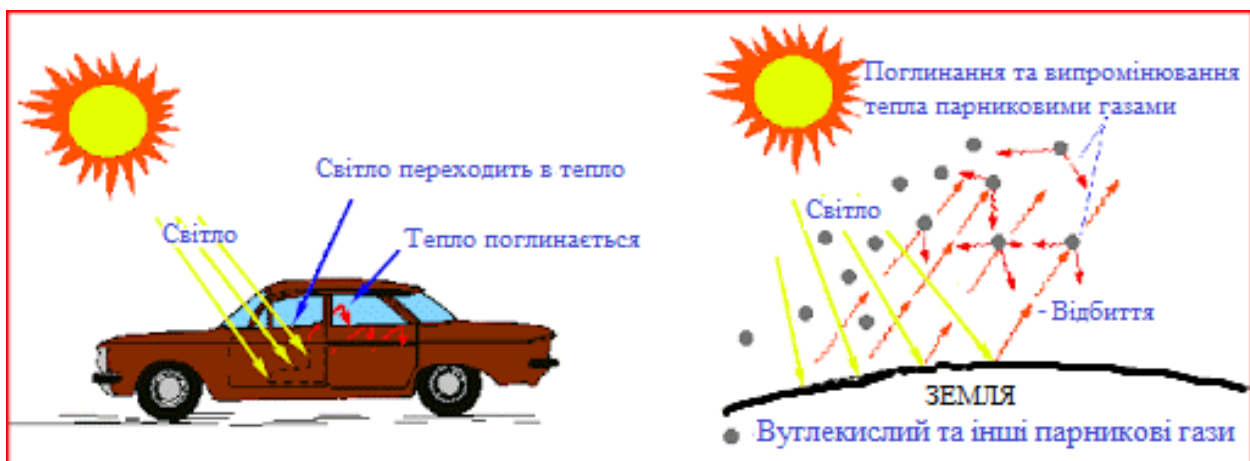 Світло переходить в тепло
Світло
Тепло поглинається
Поглинання та випромінювання
тепла парниковими газами
Світло
- Відбиття
ЗЕМЛЯ
Вуглекислий та інші парникові гази